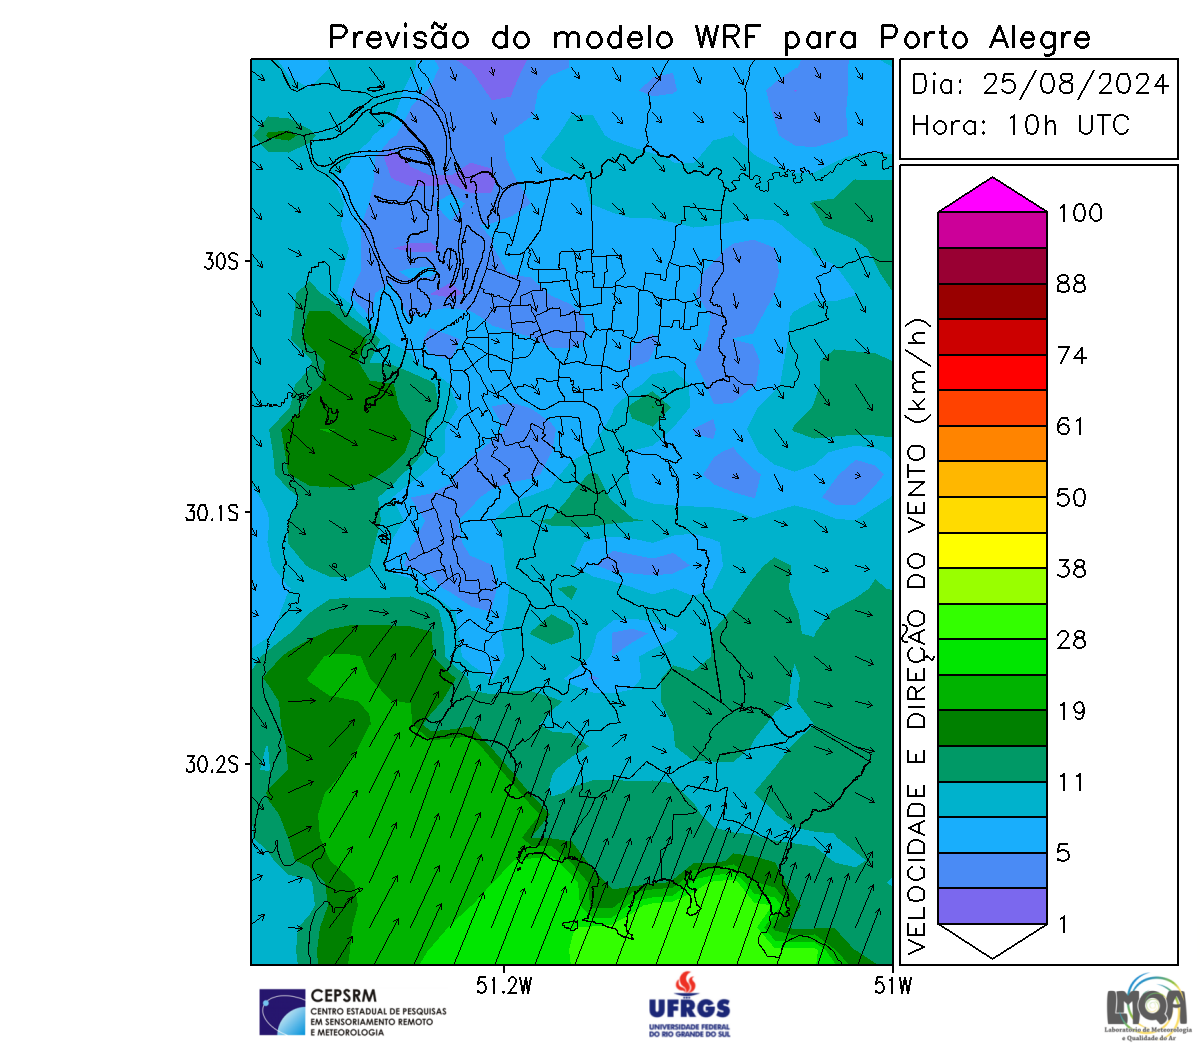 Previsão do modelo WRF para Porto Alegre
Dia: 25/08/2024
Hora: 10h UTC
100
88
74
61
50
38
28
19
11
5
1
VELOCIDADE E DIREÇÃO DO VENTO (km/h)
30S
30.1S
30.2S
51.2W
51W
CEPSRM
CENTRO ESTADUAL DE PESQUISAS
EM SENSORIAMENTO REMOTO
E METEOROLOGIA
UFRGS
UNIVERSIDADE FEDERAL
DO RIO GRANDE DO SUL
LMQA
Laboratório de Meteorologia
e Qualidade do Ar